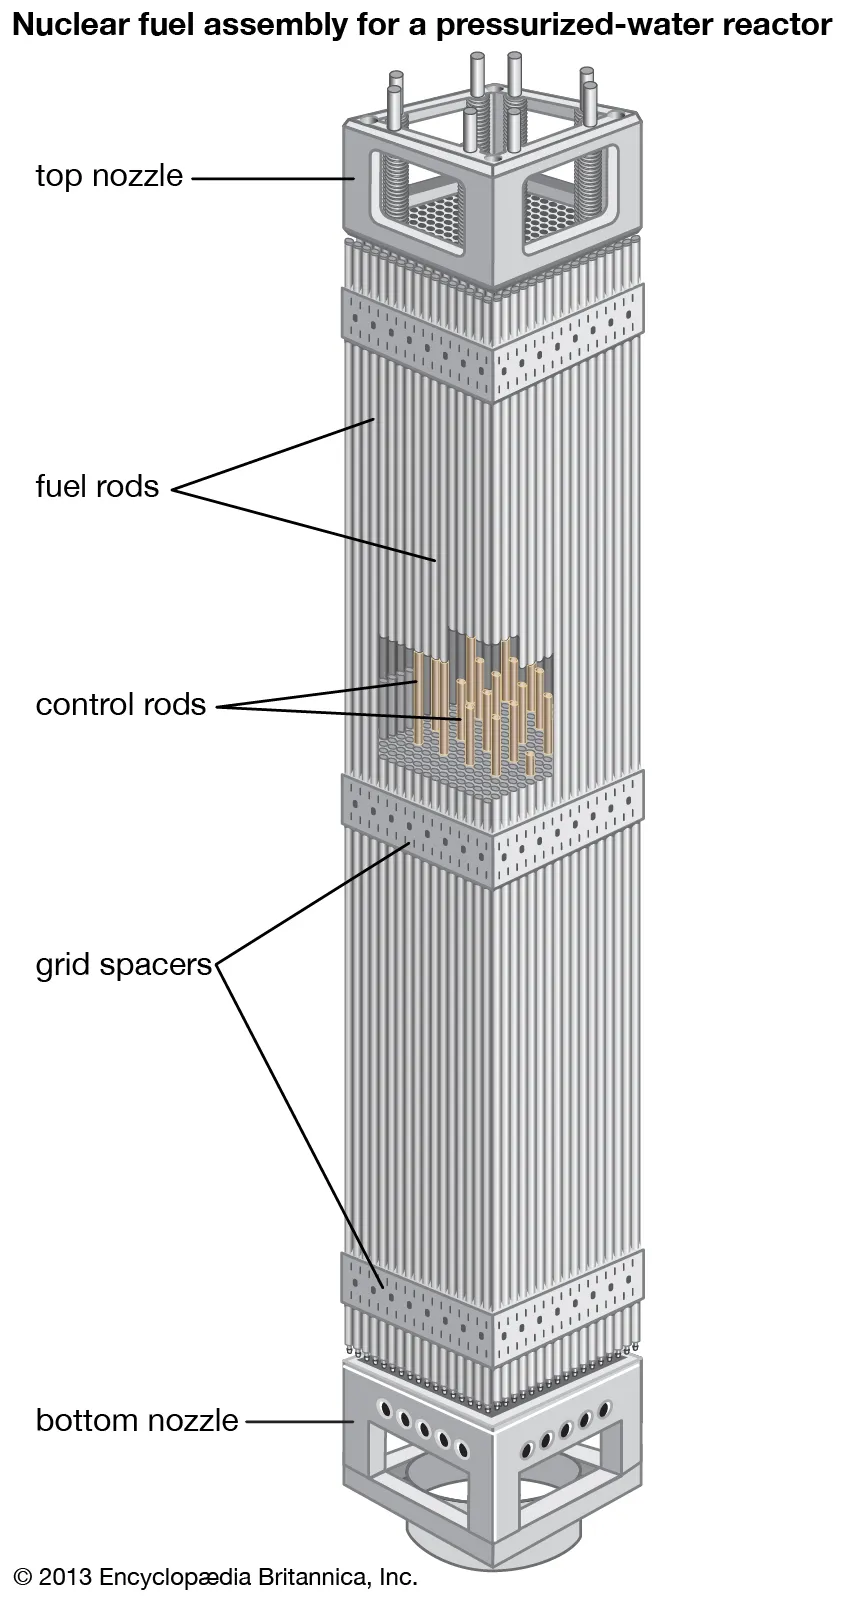 Nuclear fuel assembly for a pressurized-water reactor
top nozzle
fuel rods
control rods
grid spacers
bottom nozzle
© 2013 Encyclopædia Britannica, Inc.